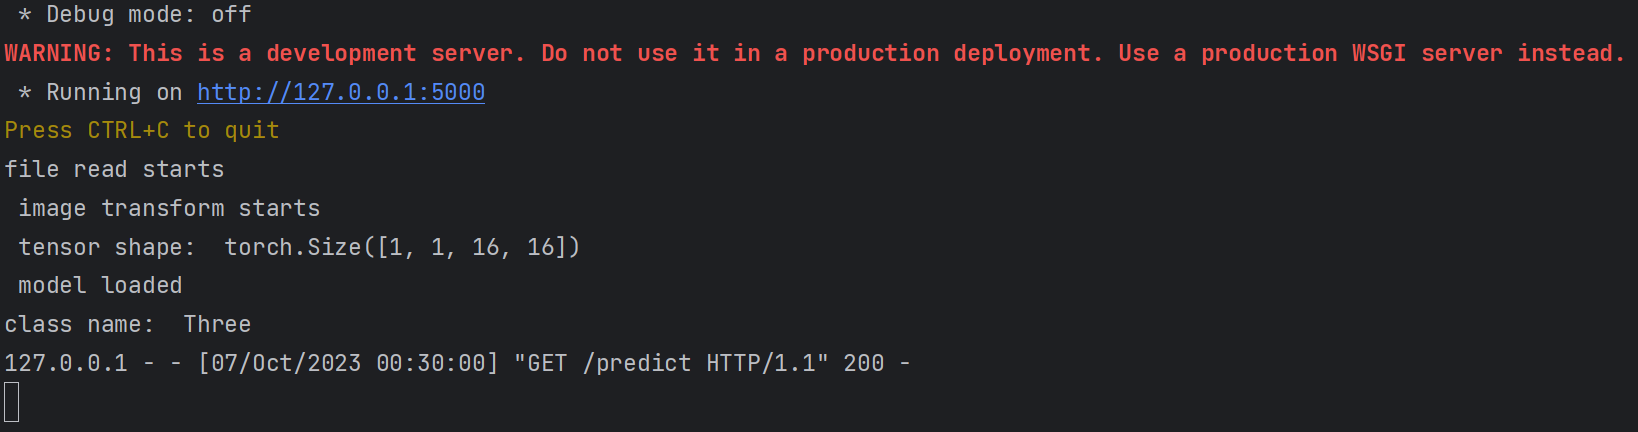 * Debug mode: off
WARNING: This is a development server. Do not use it in a production deployment. Use a production WSGI server instead.
* Running on http://127.0.0.1:5000
Press CTRL+C to quit
file read starts
image transform starts
tensor shape:  torch.Size([1, 1, 16, 16])
model loaded
class name:  Three
127.0.0.1 - - [07/Oct/2023 00:30:00] "GET /predict HTTP/1.1" 200 -